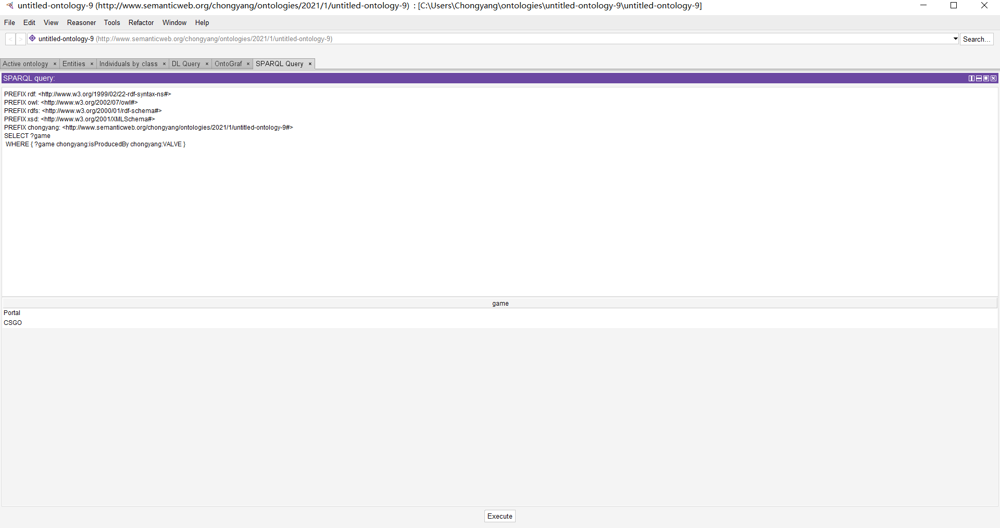 untitled-ontology-9 (http://www.semanticweb.org/chongyang/ontologies/2021/1/untitled-ontology-9) : [C:\Users\Chongyang\ontologies\untitled-ontology-9\untitled-ontology-9]
File Edit View Reasoner Tools Refactor Window Help
< > untitled-ontology-9 (http://www.semanticweb.org/chongyang/ontologies/2021/1/untitled-ontology-9) Search...
Active ontology × Entities × Individuals by class × DL Query × OntoGraf × SPARQL Query ×
SPARQL query:
PREFIX rdf: <http://www.w3.org/1999/02/22-rdf-syntax-ns#>
PREFIX owl: <http://www.w3.org/2002/07/owl#>
PREFIX rdfs: <http://www.w3.org/2000/01/rdf-schema#>
PREFIX xsd: <http://www.w3.org/2001/XMLSchema#>
PREFIX chongyang: <http://www.semanticweb.org/chongyang/ontologies/2021/1/untitled-ontology-9#>
SELECT ?game
WHERE { ?game chongyang:isProducedBy chongyang:VALVE }
game
Portal
CSGO
Execute